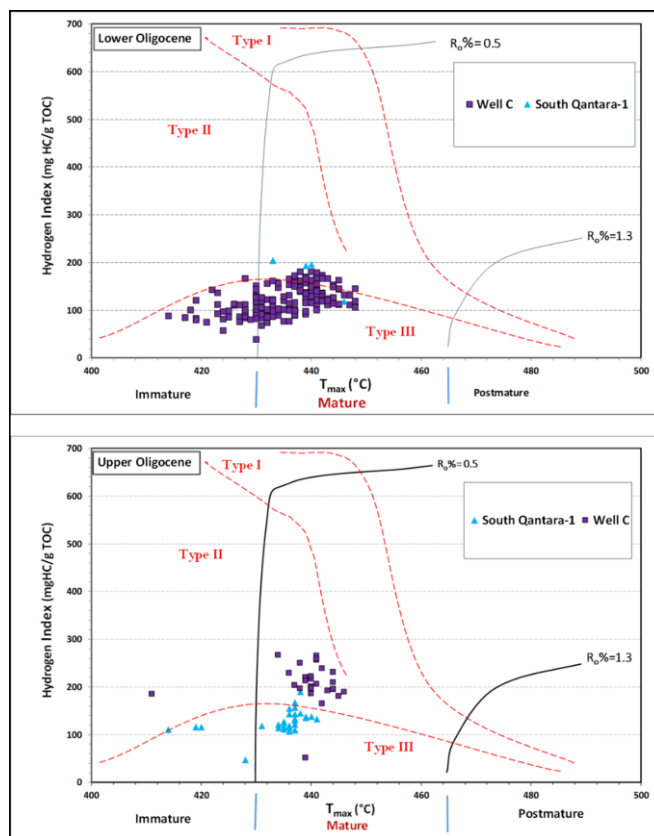 Lower Oligocene
Type I
Type II
Type III
Rₒ%= 0.5
Rₒ%=1.3
Well C
South Qantara-1
Hydrogen Index (mg HC/g TOC)
700
600
500
400
300
200
100
0
400
420
440
460
480
500
Immature
Tmax (°C)
Mature
Postmature
Upper Oligocene
Type I
Type II
Type III
Rₒ%=0.5
Rₒ%=1.3
South Qantara-1
Well C
Hydrogen Index (mgHC/g TOC)
700
600
500
400
300
200
100
0
400
420
440
460
480
500
Immature
Tmax (°C)
Mature
Postmature